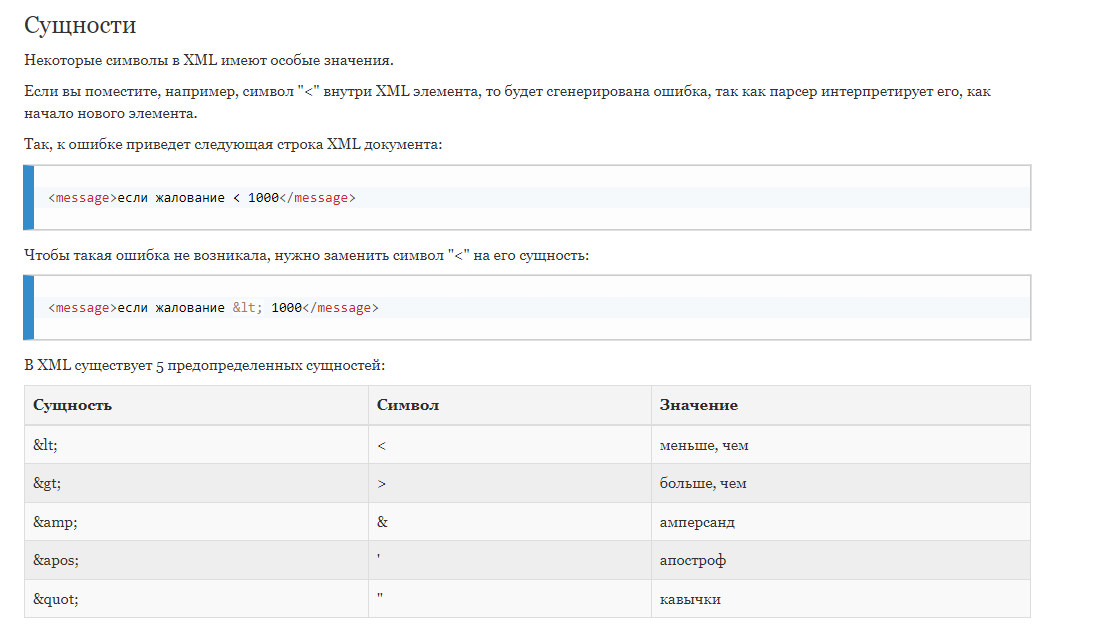 Сущности
Некоторые символы в XML имеют особые значения.
Если вы поместите, например, символ "<" внутри XML элемента, то будет сгенерирована ошибка, так как парсер интерпретирует его, как
начало нового элемента.
Так, к ошибке приведет следующая строка XML документа:
<message>если жалование < 1000</message>
Чтобы такая ошибка не возникала, нужно заменить символ "<" на его сущность:
<message>если жалование &lt; 1000</message>
В XML существует 5 предопределенных сущностей:
Сущность Символ Значение
&lt; < меньше, чем
&gt; > больше, чем
&amp; & амперсанд
&apos; ' апостроф
&quot; " кавычки